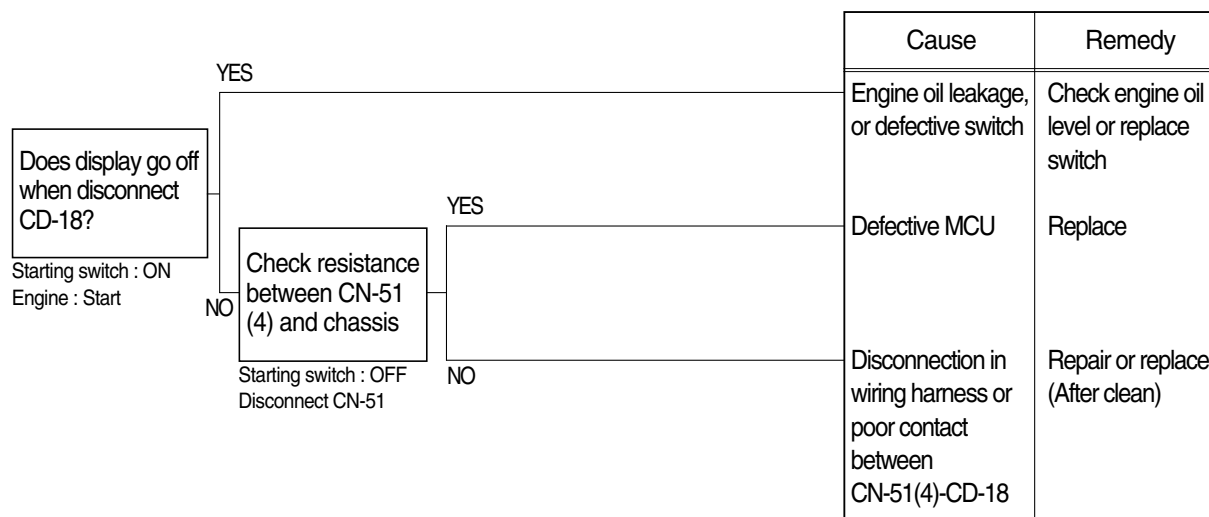 Cause
Remedy
YES
Engine oil leakage,
or defective switch
Check engine oil
level or replace
switch
Does display go off
when disconnect
CD-18?
Starting switch : ON
Engine : Start
YES
Defective MCU
Replace
NO
Check resistance
between CN-51
(4) and chassis
Starting switch : OFF
Disconnect CN-51
NO
Disconnection in
wiring harness or
poor contact
between
CN-51(4)-CD-18
Repair or replace
(After clean)